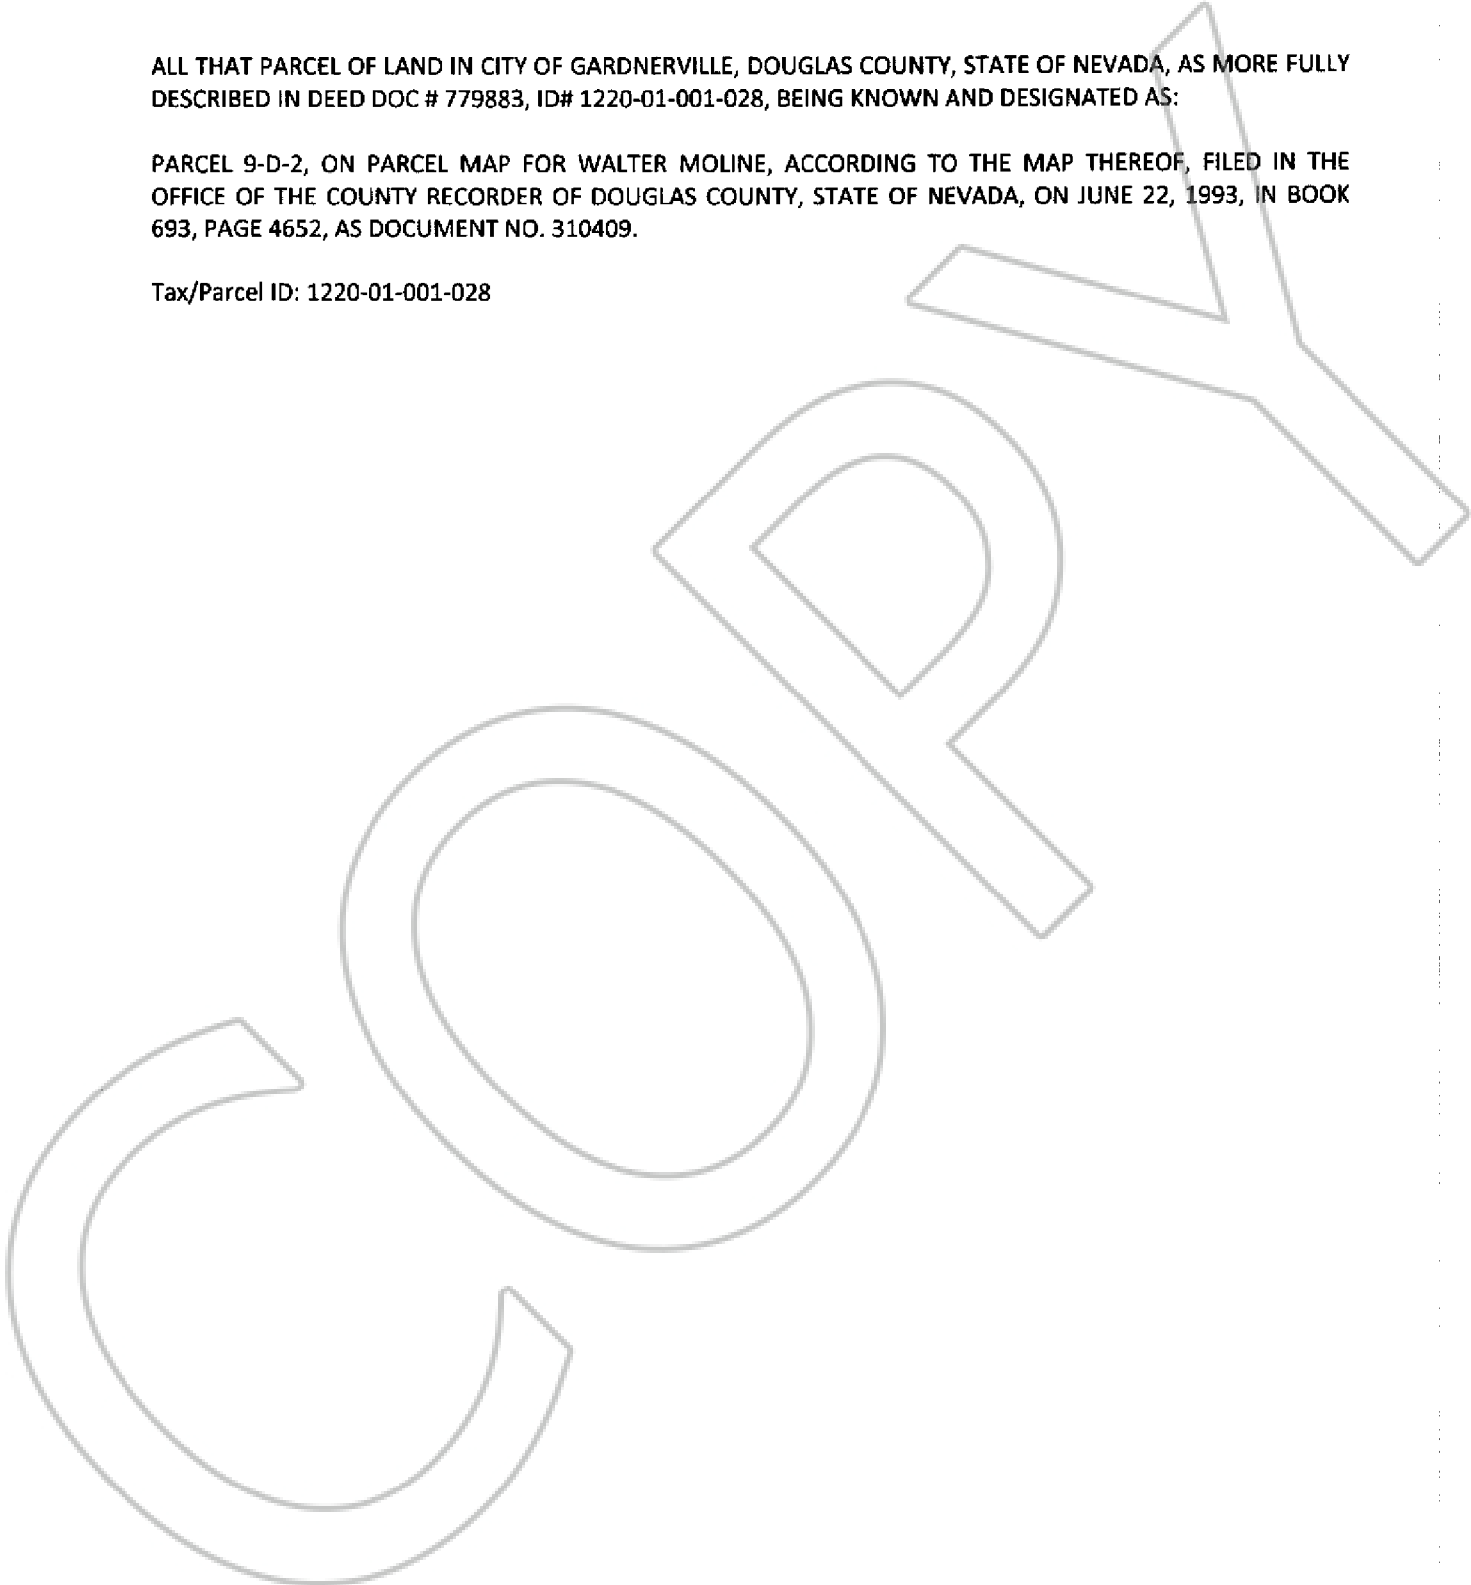 ALL THAT PARCEL OF LAND IN CITY OF GARDNERVILLE, DOUGLAS COUNTY, STATE OF NEVADA, AS MORE FULLY
DESCRIBED IN DEED DOC # 779883, ID# 1220-01-001-028, BEING KNOWN AND DESIGNATED AS:
PARCEL 9-D-2, ON PARCEL MAP FOR WALTER MOLINE, ACCORDING TO THE MAP THEREOF, FILED IN THE
OFFICE OF THE COUNTY RECORDER OF DOUGLAS COUNTY, STATE OF NEVADA, ON JUNE 22, 1993, IN BOOK
693, PAGE 4652, AS DOCUMENT NO. 310409.
Tax/Parcel ID: 1220-01-001-028
COPY